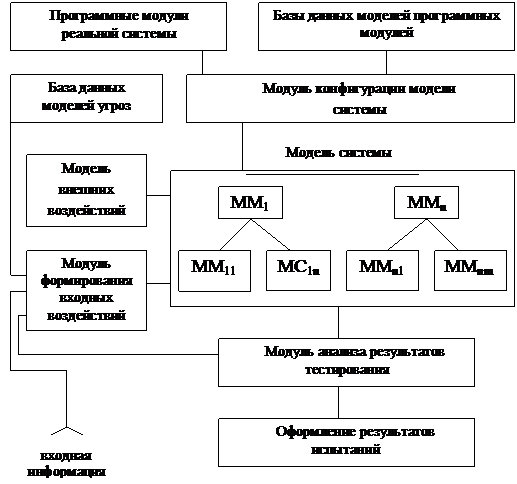 Программные модули
реальной системы
Базы данных моделей программных
модулей
База данных
моделей угроз
Модуль конфигурации модели
системы
Модель системы
Модель
внешних
воздействий
ММ1
ММn
ММ11
МС1n
ММn1
ММnm
Модуль
формирования
входных
воздействий
Модуль анализа результатов
тестирования
Оформление результатов
испытаний
входная
информация